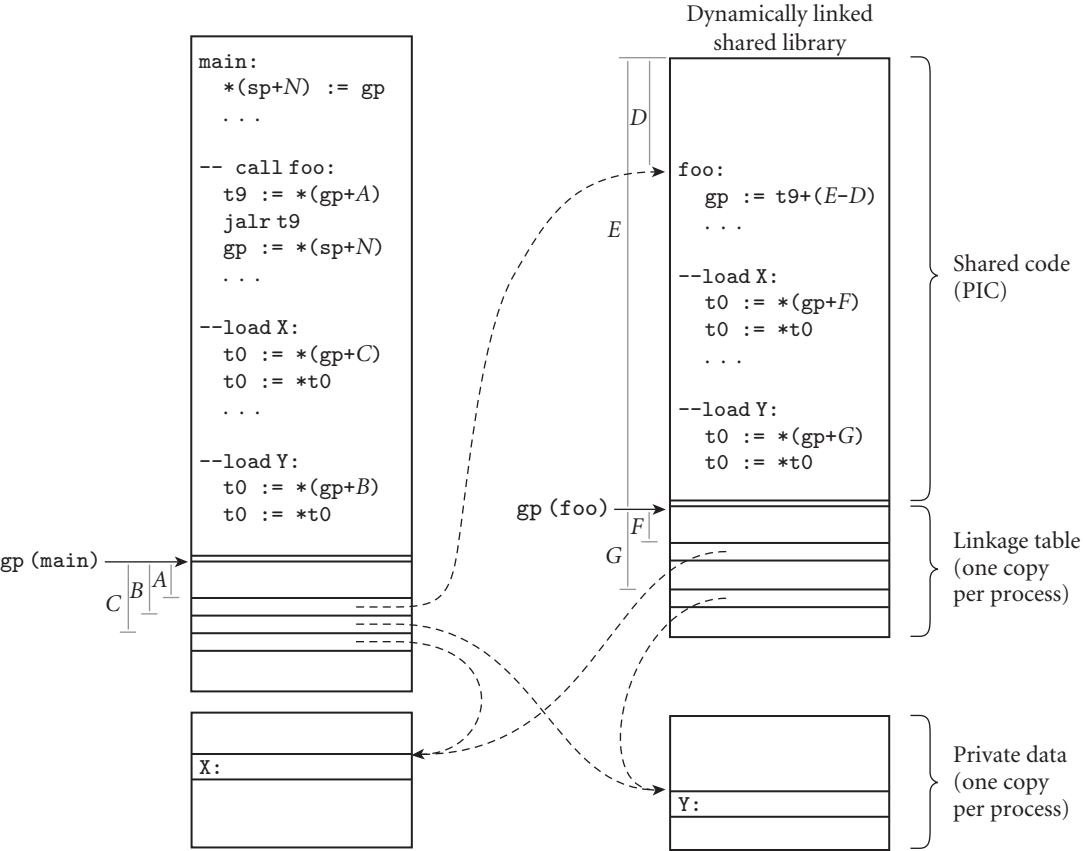 Dynamically linked
shared library
main:
*(sp+N) := gp
. . .
-- call foo:
t9 := *(gp+A)
jalr t9
gp := *(sp+N)
. . .
--load X:
t0 := *(gp+C)
t0 := *t0
. . .
--load Y:
t0 := *(gp+B)
t0 := *t0
gp (main)
A
B
C
X:
D
E
foo:
gp := t9+(E–D)
. . .
--load X:
t0 := *(gp+F)
t0 := *t0
. . .
--load Y:
t0 := *(gp+G)
t0 := *t0
gp (foo)
F
G
Y:
Shared code
(PIC)
Linkage table
(one copy
per process)
Private data
(one copy
per process)